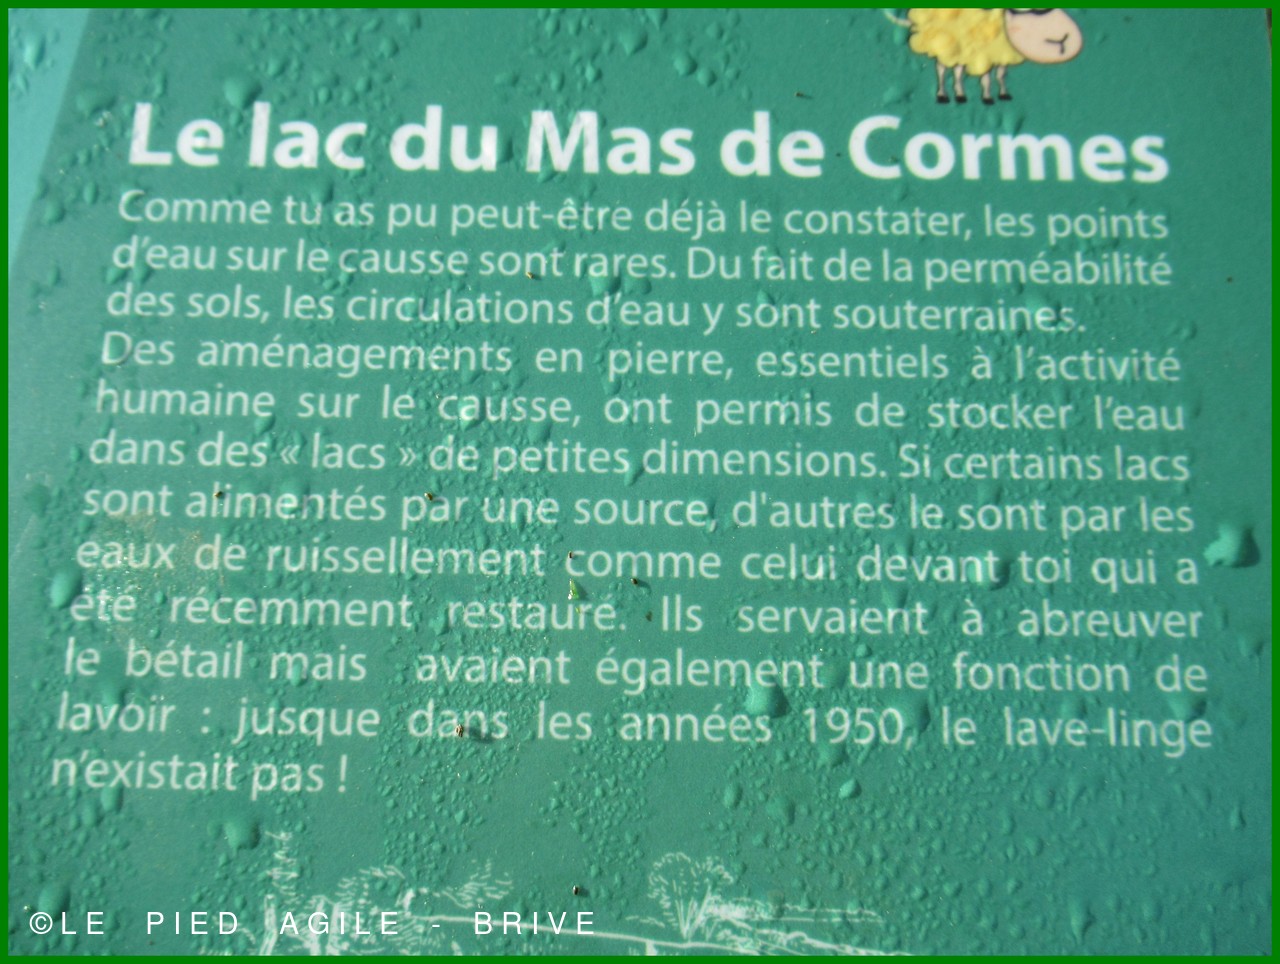 Le lac du Mas de Cormes
Comme tu as pu peut-être déjà le constater, les points
d'eau sur le causse sont rares. Du fait de la perméabilité
des sols, les circulations d'eau y sont souterraines.
Des aménagements en pierre, essentiels à l'activité
humaine sur le causse, ont permis de stocker l'eau
dans des « lacs » de petites dimensions. Si certains lacs
sont alimentés par une source, d'autres le sont par les
eaux de ruissellement comme celui devant toi qui a
été récemment restauré. Ils servaient à abreuver
le bétail mais avaient également une fonction de
lavoir : jusque dans les années 1950, le lave-linge
n'existait pas !
©LE PIED AGILE - BRIVE